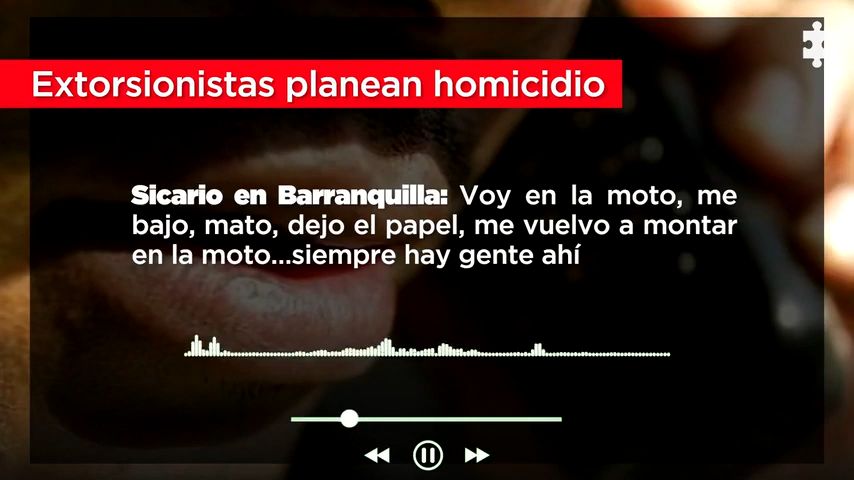 Extorsionistas planean homicidio
Sicario en Barranquilla: Voy en la moto, me
bajo, mato, dejo el papel, me vuelvo a montar
en la moto...siempre hay gente ahí